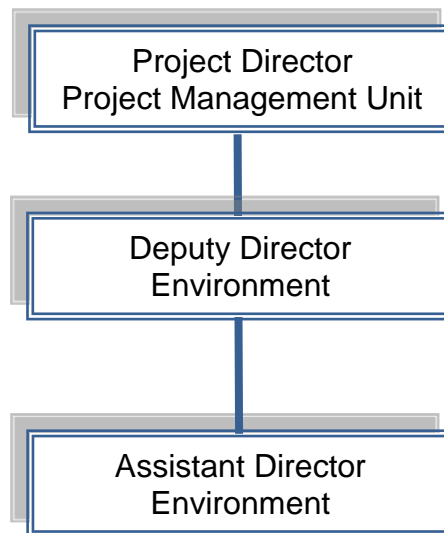 Project Director
Project Management Unit
Deputy Director
Environment
Assistant Director
Environment